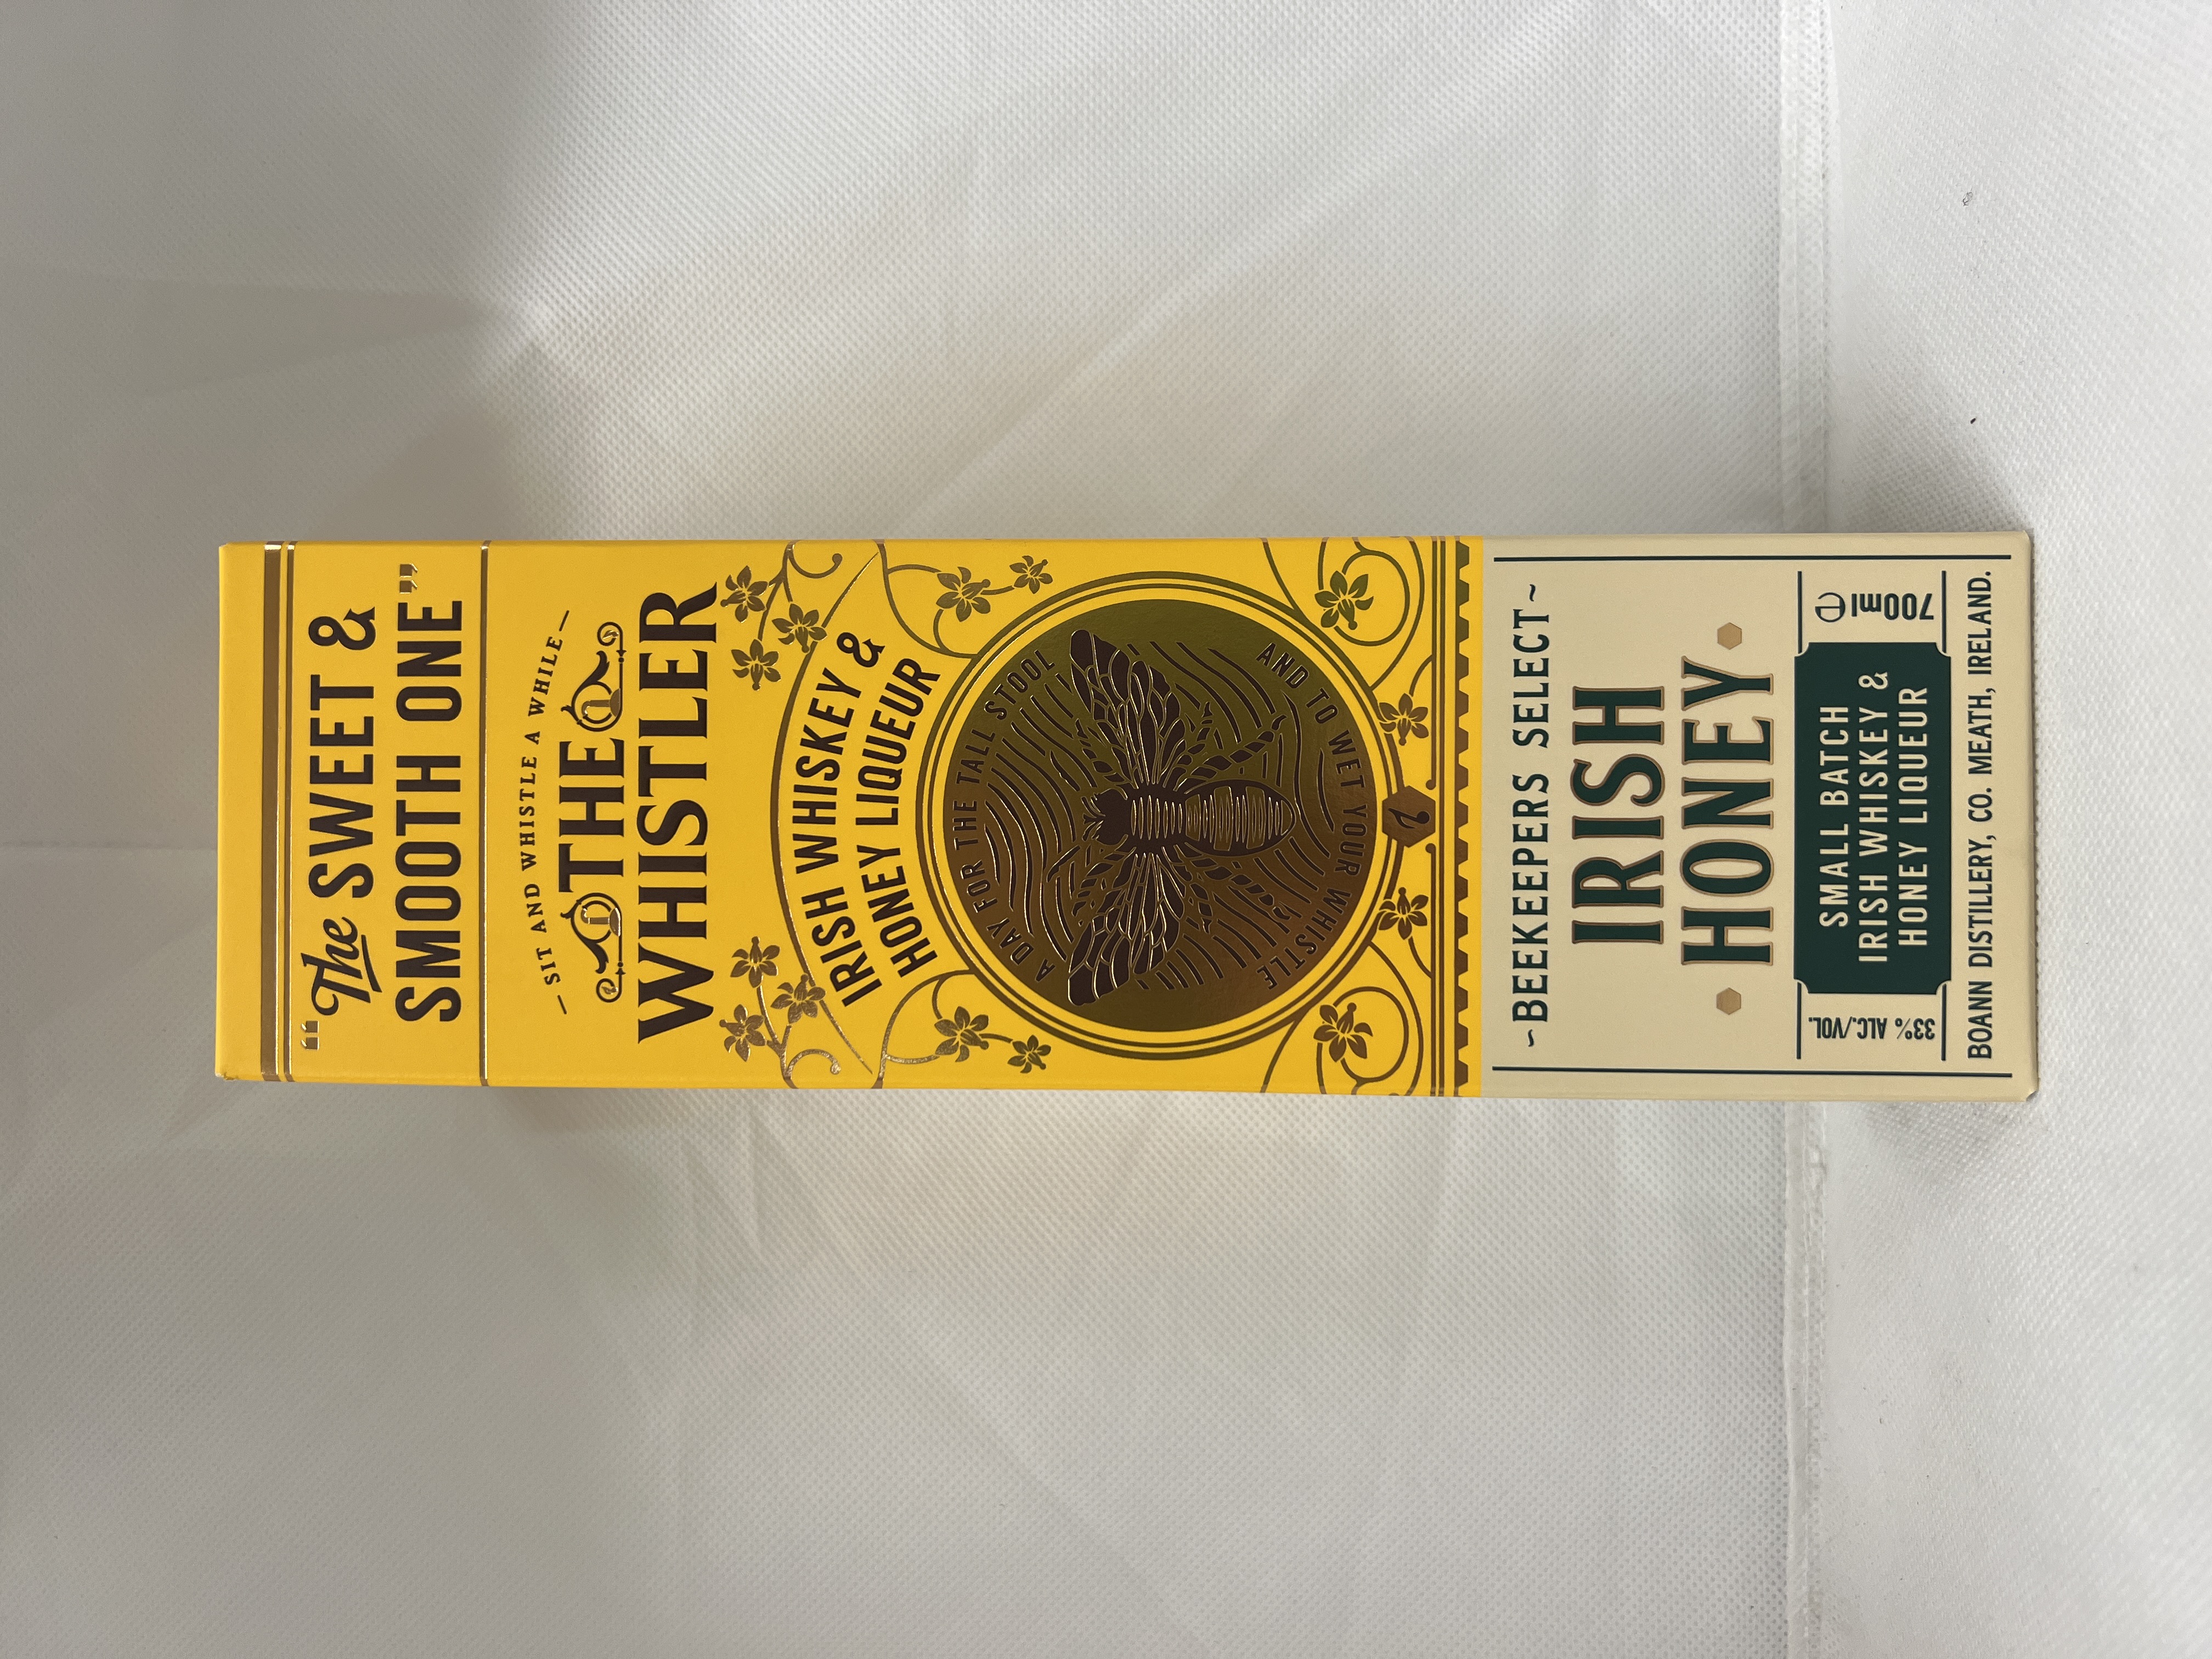 “The SWEET &
SMOOTH ONE”
– SIT AND WHISTLE A WHILE –
THE
WHISTLER
IRISH WHISKEY &
HONEY LIQUEUR
A DAY FOR THE TALL STOOL
AND TO WET YOUR WHISTLE
~BEEKEEPERS SELECT~
IRISH
HONEY
33% ALC./VOL.
SMALL BATCH
IRISH WHISKEY &
HONEY LIQUEUR
700ml ℮
BOANN DISTILLERY, CO. MEATH, IRELAND.